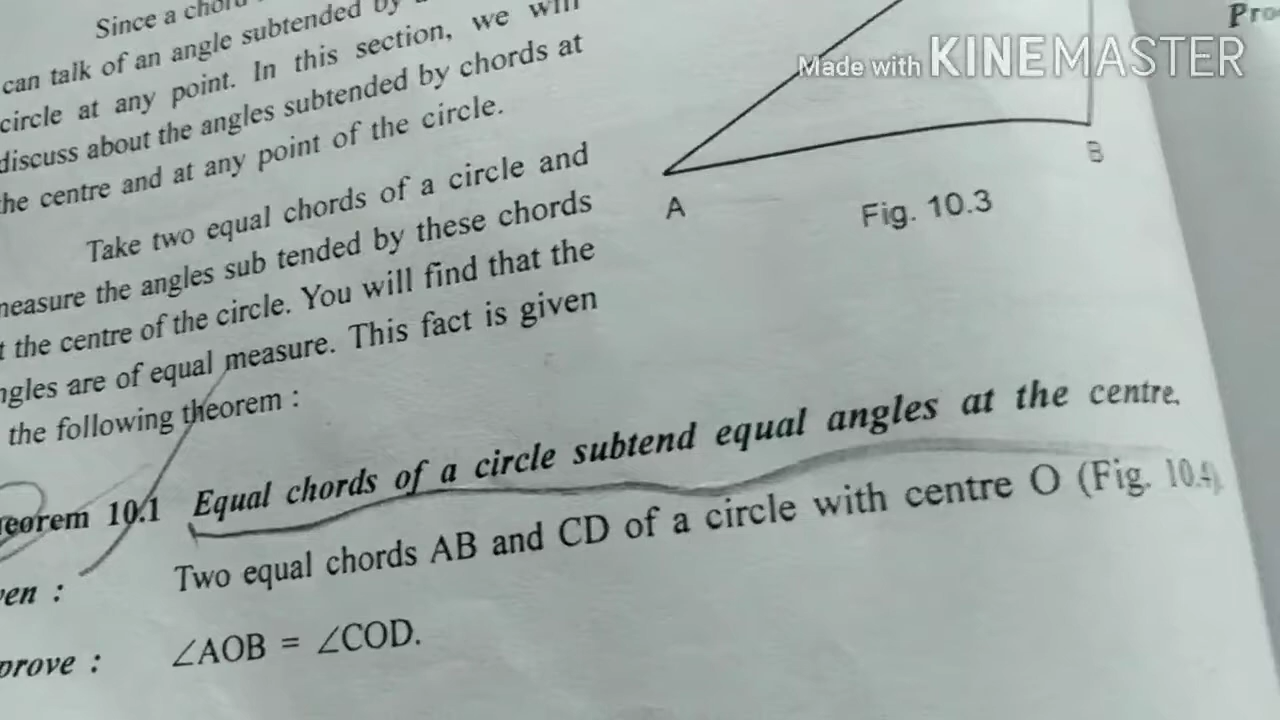 Since a chord
can talk of an angle subtended by
circle at any point. In this section, we will
discuss about the angles subtended by chords at
he centre and at any point of the circle.
Take two equal chords of a circle and
neasure the angles sub tended by these chords
t the centre of the circle. You will find that the
ngles are of equal measure. This fact is given
the following theorem :
eorem 10.1 Equal chords of a circle subtend equal angles at the centre.
ven : Two equal chords AB and CD of a circle with centre O (Fig. 10.4)
prove : ∠AOB = ∠COD.
A
B
Fig. 10.3
Pro
Made with KINEMASTER